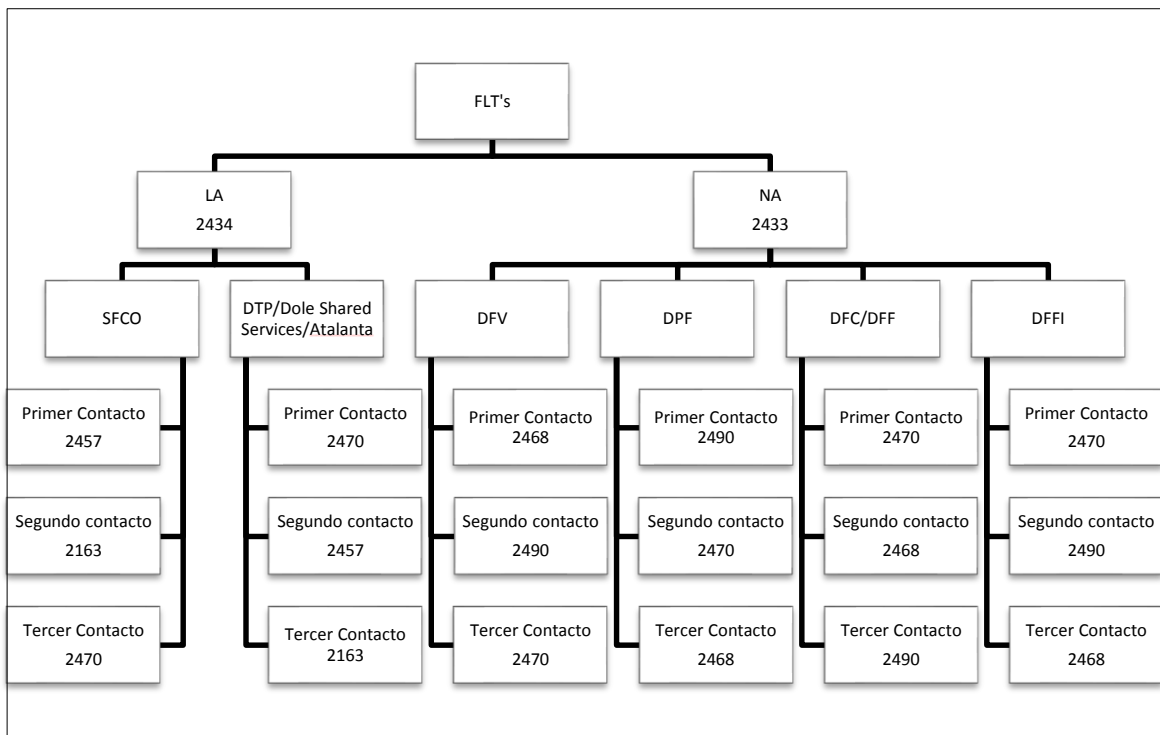 FLT's
LA
2434
NA
2433
SFCO
DTP/Dole Shared
Services/Atalanta
DFV
DPF
DFC/DFF
DFFI
Primer Contacto
2457
Segundo contacto
2163
Tercer Contacto
2470
Primer Contacto
2470
Segundo contacto
2457
Tercer Contacto
2163
Primer Contacto
2468
Segundo contacto
2490
Tercer Contacto
2470
Primer Contacto
2490
Segundo contacto
2470
Tercer Contacto
2468
Primer Contacto
2470
Segundo contacto
2468
Tercer Contacto
2490
Primer Contacto
2470
Segundo contacto
2490
Tercer Contacto
2468